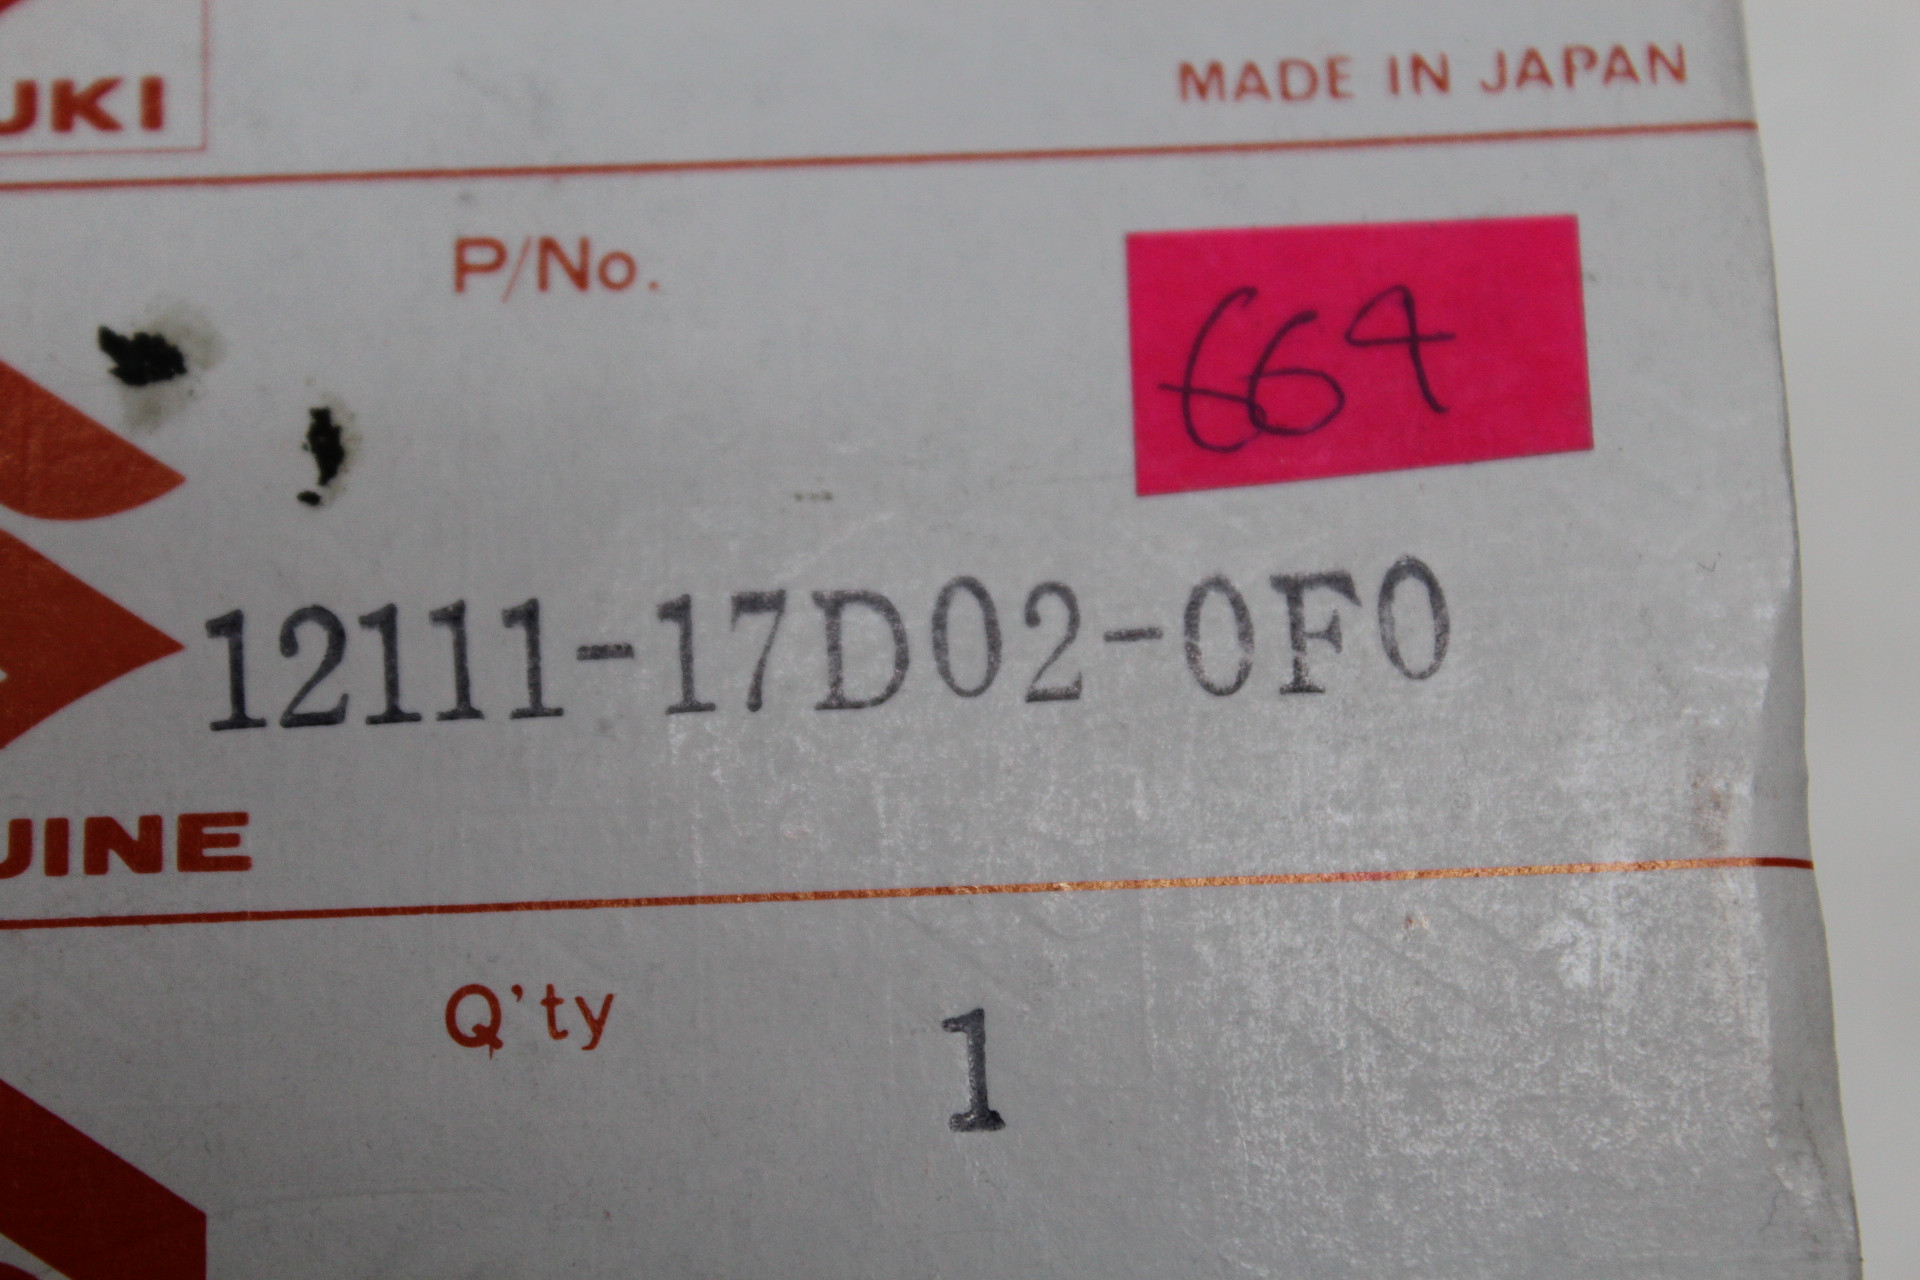 UKI
MADE IN JAPAN
P/No.
664
12111-17D02-0F0
UINE
Q'ty
1